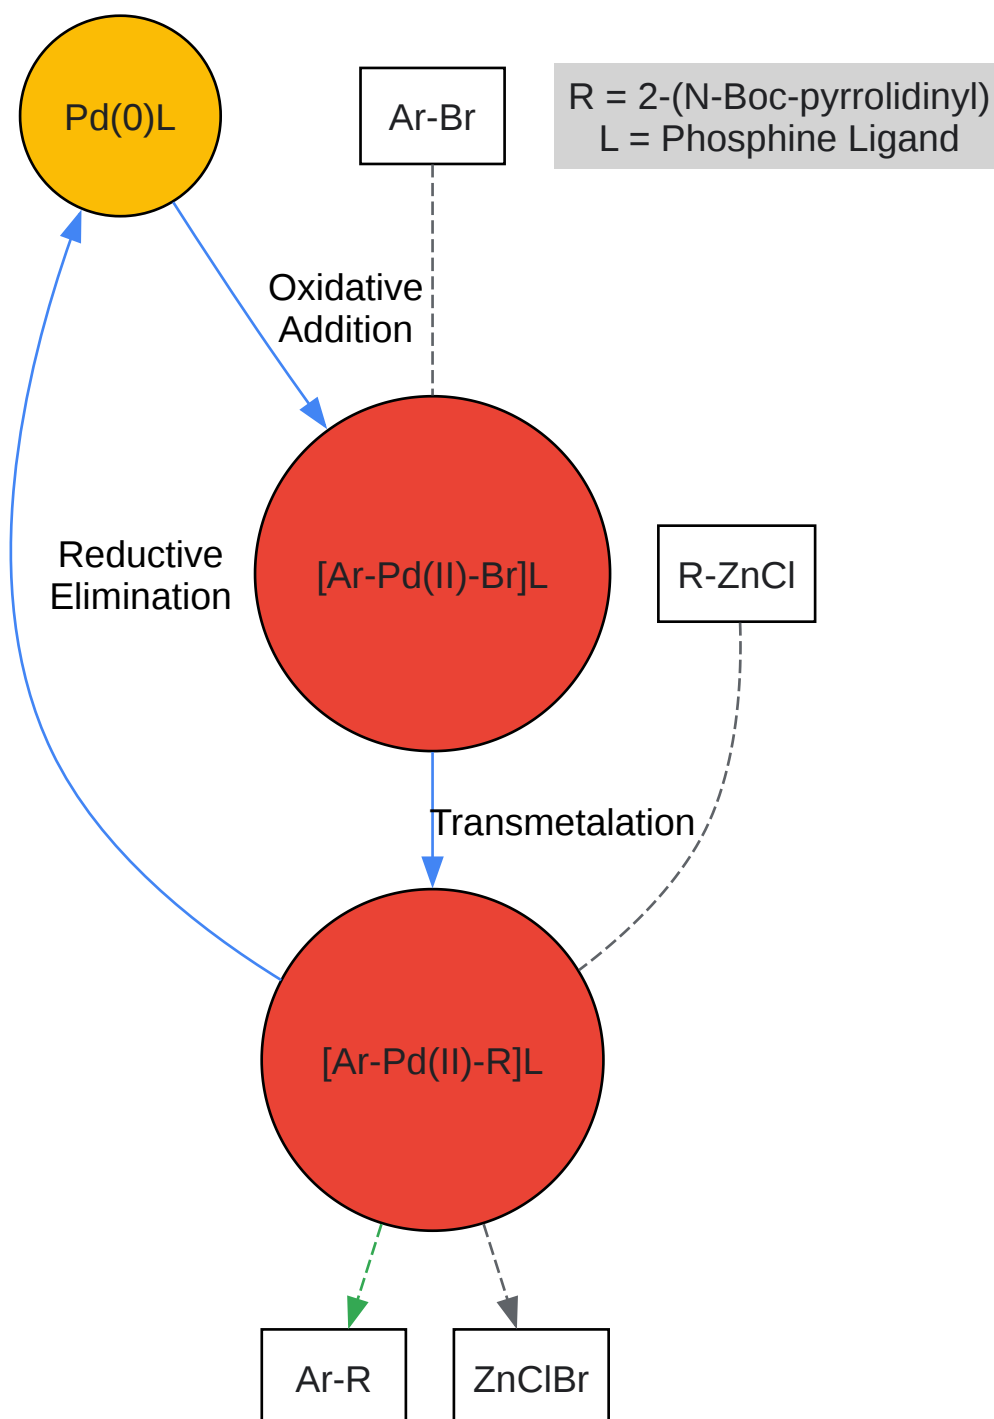 Pd(0)L
Ar-Br
R = 2-(N-Boc-pyrrolidinyl)
L = Phosphine Ligand
Oxidative
Addition
Reductive
Elimination
[Ar-Pd(II)-Br]L
R-ZnCl
Transmetalation
[Ar-Pd(II)-R]L
Ar-R
ZnClBr